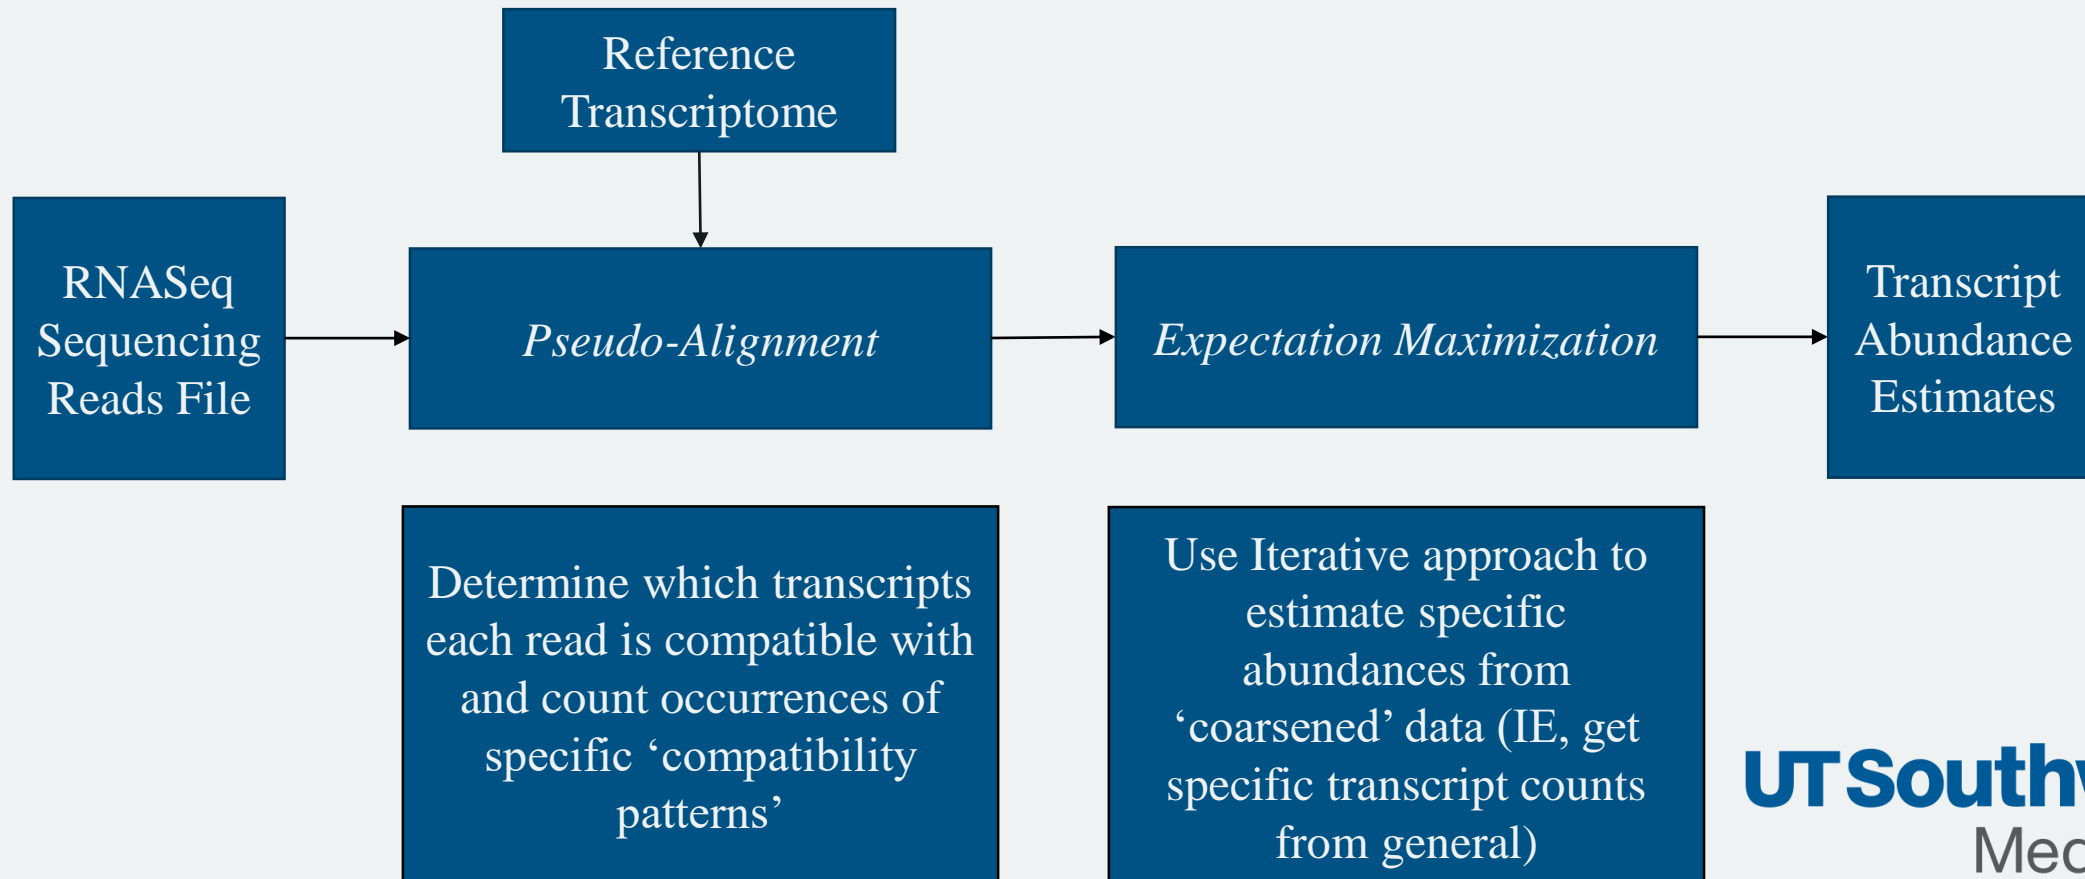 Reference
Transcriptome
RNASeq
Sequencing
Reads File
Pseudo-Alignment
Expectation Maximization
Transcript
Abundance
Estimates
Determine which transcripts
each read is compatible with
and count occurrences of
specific ‘compatibility
patterns’
Use Iterative approach to
estimate specific
abundances from
‘coarsened’ data (IE, get
specific transcript counts
from general)
UT